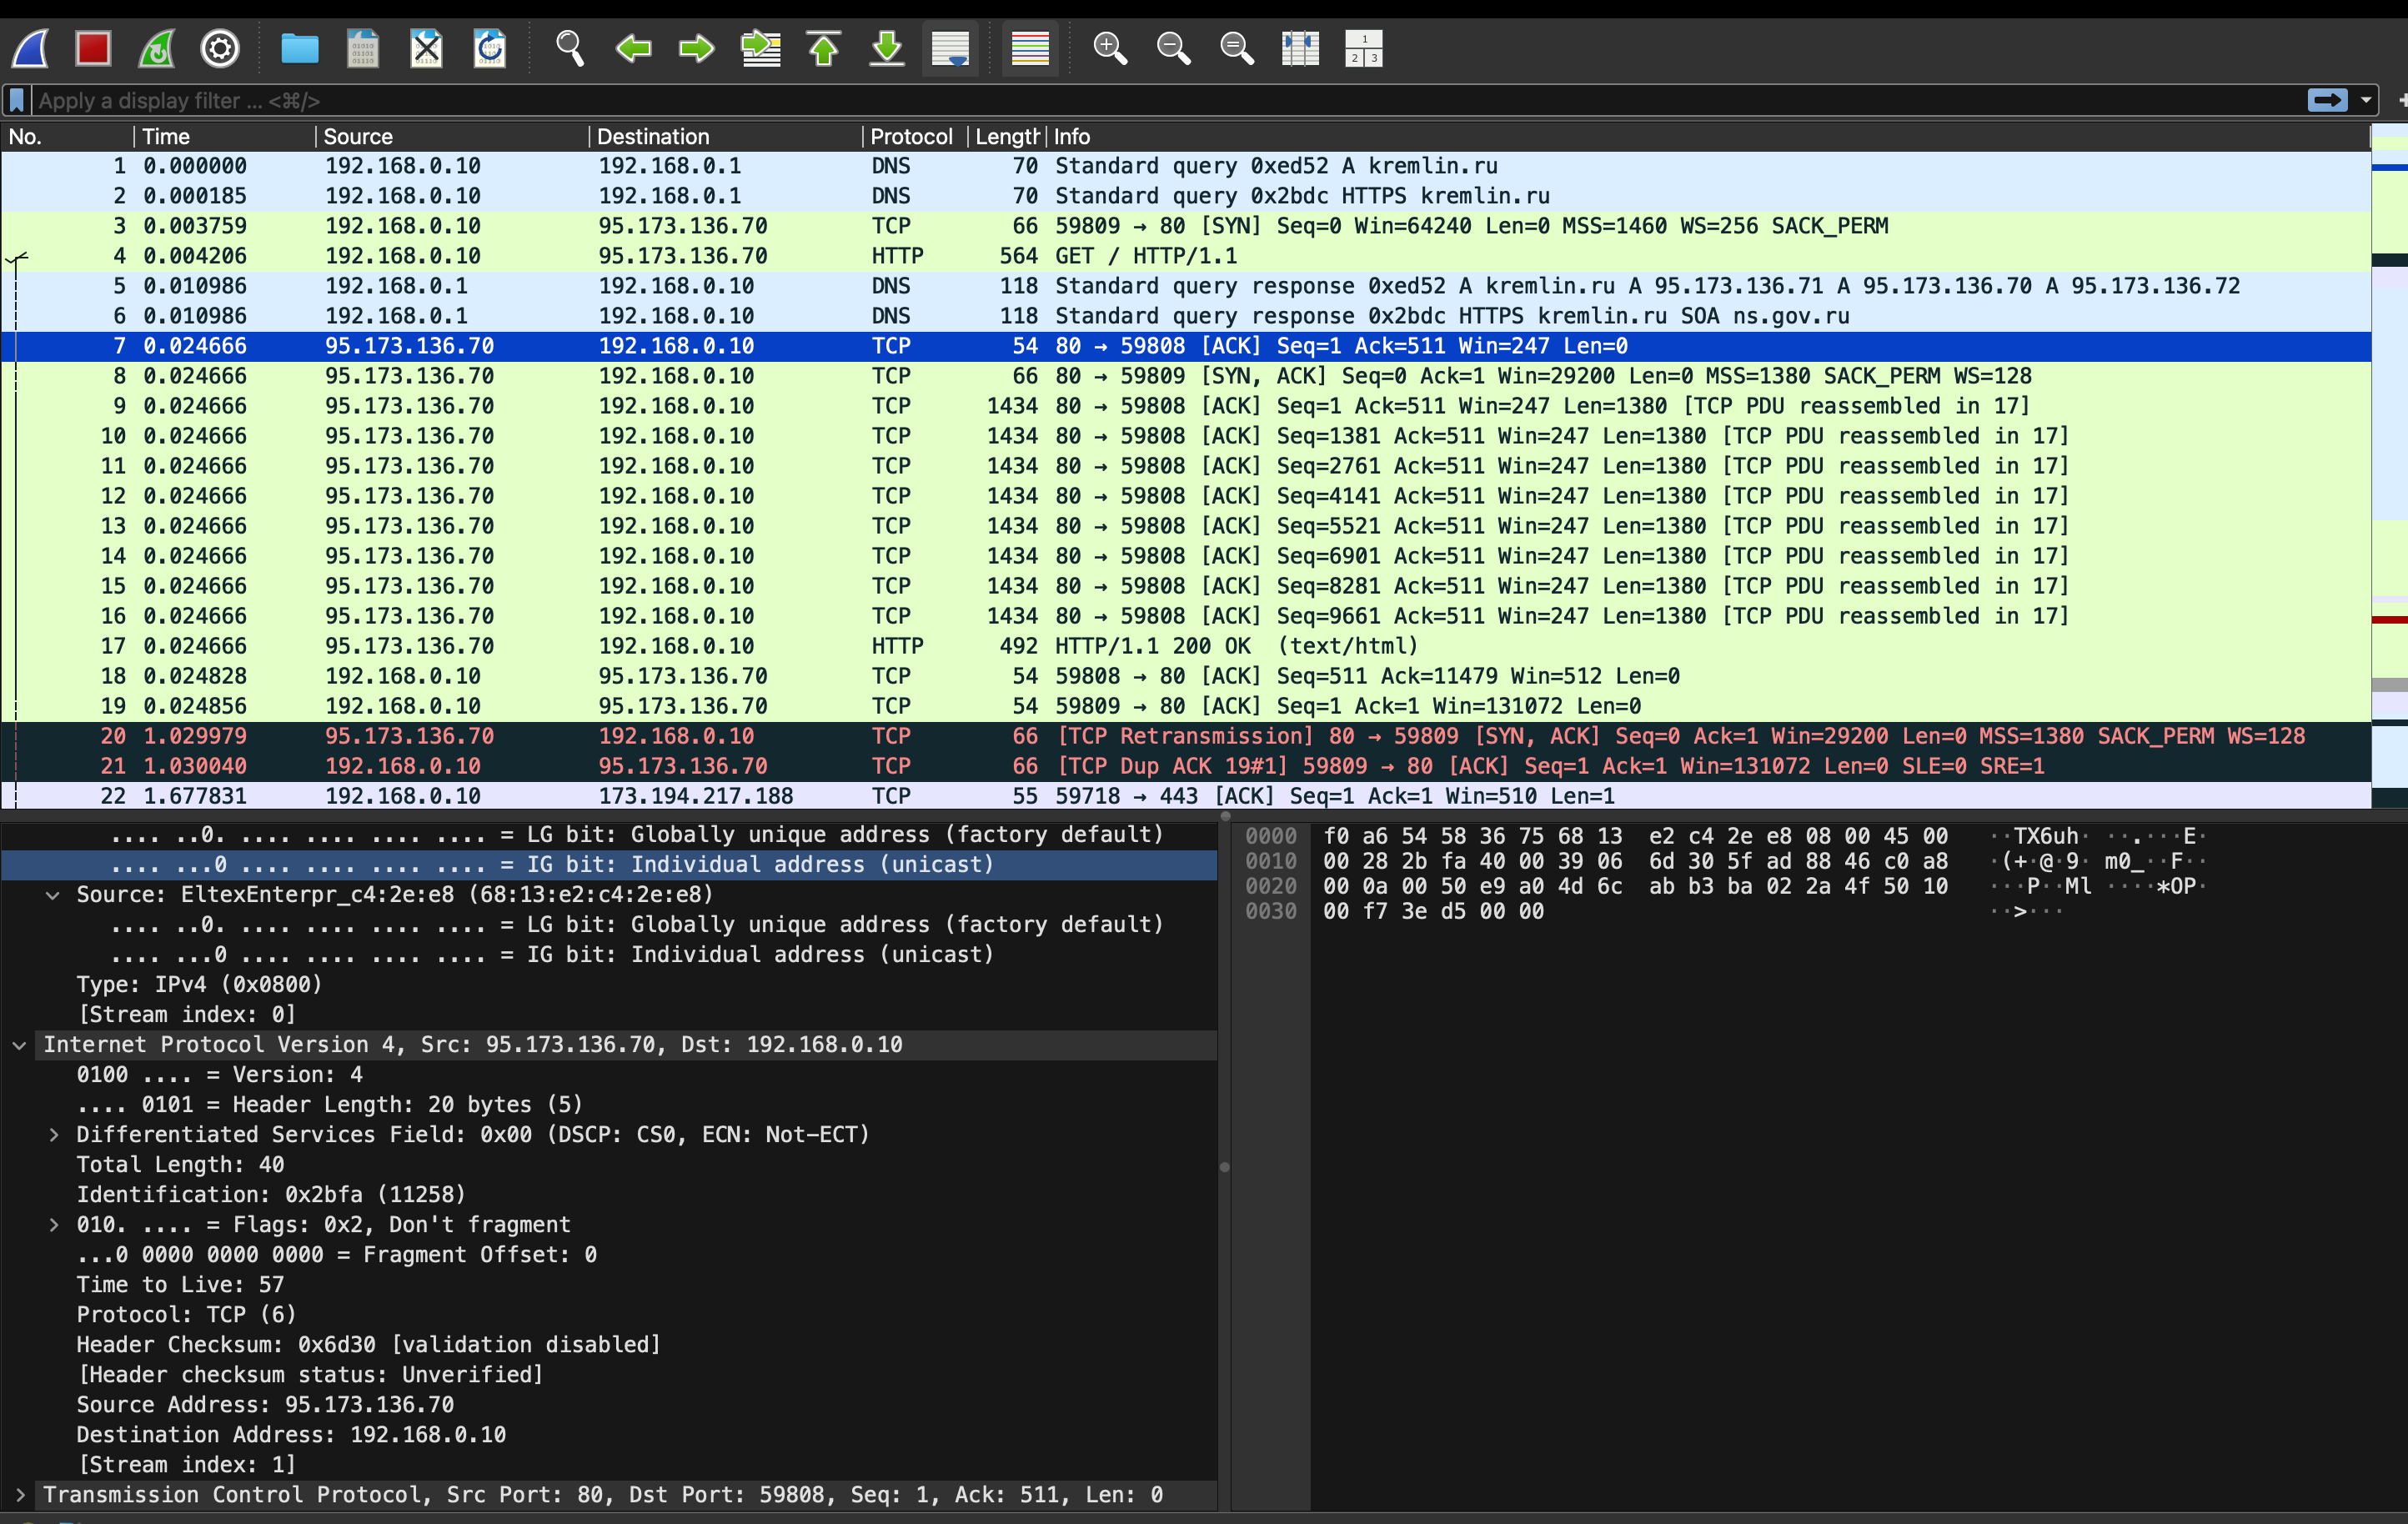 Apply a display filter ... <⌘/>
No. Time Source Destination Protocol Length Info
1 0.000000 192.168.0.10 192.168.0.1 DNS 70 Standard query 0xed52 A kremlin.ru
2 0.000185 192.168.0.10 192.168.0.1 DNS 70 Standard query 0x2bdc HTTPS kremlin.ru
3 0.003759 192.168.0.10 95.173.136.70 TCP 66 59809 → 80 [SYN] Seq=0 Win=64240 Len=0 MSS=1460 WS=256 SACK_PERM
4 0.004206 192.168.0.10 95.173.136.70 HTTP 564 GET / HTTP/1.1
5 0.010986 192.168.0.1 192.168.0.10 DNS 118 Standard query response 0xed52 A kremlin.ru A 95.173.136.71 A 95.173.136.70 A 95.173.136.72
6 0.010986 192.168.0.1 192.168.0.10 DNS 118 Standard query response 0x2bdc HTTPS kremlin.ru SOA ns.gov.ru
7 0.024666 95.173.136.70 192.168.0.10 TCP 54 80 → 59808 [ACK] Seq=1 Ack=511 Win=247 Len=0
8 0.024666 95.173.136.70 192.168.0.10 TCP 66 80 → 59809 [SYN, ACK] Seq=0 Ack=1 Win=29200 Len=0 MSS=1380 SACK_PERM WS=128
9 0.024666 95.173.136.70 192.168.0.10 TCP 1434 80 → 59808 [ACK] Seq=1 Ack=511 Win=247 Len=1380 [TCP PDU reassembled in 17]
10 0.024666 95.173.136.70 192.168.0.10 TCP 1434 80 → 59808 [ACK] Seq=1381 Ack=511 Win=247 Len=1380 [TCP PDU reassembled in 17]
11 0.024666 95.173.136.70 192.168.0.10 TCP 1434 80 → 59808 [ACK] Seq=2761 Ack=511 Win=247 Len=1380 [TCP PDU reassembled in 17]
12 0.024666 95.173.136.70 192.168.0.10 TCP 1434 80 → 59808 [ACK] Seq=4141 Ack=511 Win=247 Len=1380 [TCP PDU reassembled in 17]
13 0.024666 95.173.136.70 192.168.0.10 TCP 1434 80 → 59808 [ACK] Seq=5521 Ack=511 Win=247 Len=1380 [TCP PDU reassembled in 17]
14 0.024666 95.173.136.70 192.168.0.10 TCP 1434 80 → 59808 [ACK] Seq=6901 Ack=511 Win=247 Len=1380 [TCP PDU reassembled in 17]
15 0.024666 95.173.136.70 192.168.0.10 TCP 1434 80 → 59808 [ACK] Seq=8281 Ack=511 Win=247 Len=1380 [TCP PDU reassembled in 17]
16 0.024666 95.173.136.70 192.168.0.10 TCP 1434 80 → 59808 [ACK] Seq=9661 Ack=511 Win=247 Len=1380 [TCP PDU reassembled in 17]
17 0.024666 95.173.136.70 192.168.0.10 HTTP 492 HTTP/1.1 200 OK  (text/html)
18 0.024828 192.168.0.10 95.173.136.70 TCP 54 59808 → 80 [ACK] Seq=511 Ack=11479 Win=512 Len=0
19 0.024856 192.168.0.10 95.173.136.70 TCP 54 59809 → 80 [ACK] Seq=1 Ack=1 Win=131072 Len=0
20 1.029979 95.173.136.70 192.168.0.10 TCP 66 [TCP Retransmission] 80 → 59809 [SYN, ACK] Seq=0 Ack=1 Win=29200 Len=0 MSS=1380 SACK_PERM WS=128
21 1.030040 192.168.0.10 95.173.136.70 TCP 66 [TCP Dup ACK 19#1] 59809 → 80 [ACK] Seq=1 Ack=1 Win=131072 Len=0 SLE=0 SRE=1
22 1.677831 192.168.0.10 173.194.217.188 TCP 55 59718 → 443 [ACK] Seq=1 Ack=1 Win=510 Len=1
.... ..0. .... .... .... .... = LG bit: Globally unique address (factory default)
.... ...0 .... .... .... .... = IG bit: Individual address (unicast)
Source: EltexEnterpr_c4:2e:e8 (68:13:e2:c4:2e:e8)
.... ..0. .... .... .... .... = LG bit: Globally unique address (factory default)
.... ...0 .... .... .... .... = IG bit: Individual address (unicast)
Type: IPv4 (0x0800)
[Stream index: 0]
Internet Protocol Version 4, Src: 95.173.136.70, Dst: 192.168.0.10
0100 .... = Version: 4
.... 0101 = Header Length: 20 bytes (5)
Differentiated Services Field: 0x00 (DSCP: CS0, ECN: Not-ECT)
Total Length: 40
Identification: 0x2bfa (11258)
010. .... = Flags: 0x2, Don't fragment
...0 0000 0000 0000 = Fragment Offset: 0
Time to Live: 57
Protocol: TCP (6)
Header Checksum: 0x6d30 [validation disabled]
[Header checksum status: Unverified]
Source Address: 95.173.136.70
Destination Address: 192.168.0.10
[Stream index: 1]
Transmission Control Protocol, Src Port: 80, Dst Port: 59808, Seq: 1, Ack: 511, Len: 0
0000 f0 a6 54 58 36 75 68 13 e2 c4 2e e8 08 00 45 00 ··TX6uh· ··.···E·
0010 00 28 2b fa 40 00 39 06 6d 30 5f ad 88 46 c0 a8 ·(+·@·9· m0_··F··
0020 00 0a 00 50 e9 a0 4d 6c ab b3 ba 02 2a 4f 50 10 ···P··Ml ····*OP·
0030 00 f7 3e d5 00 00 ··>···